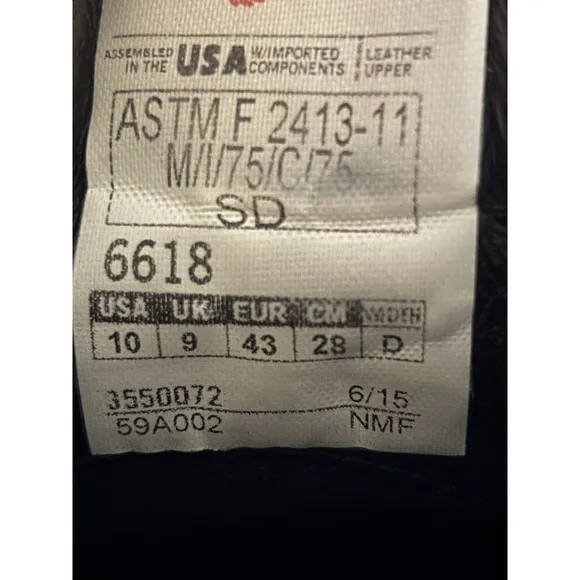 ASSEMBLED IN THE USA W/IMPORTED COMPONENTS LEATHER UPPER
ASTM F 2413-11
M/I/75/C/75
SD
6618
USA UK EUR CM WIDTH
10 9 43 28 D
3550072 6/15
59A002 NMF